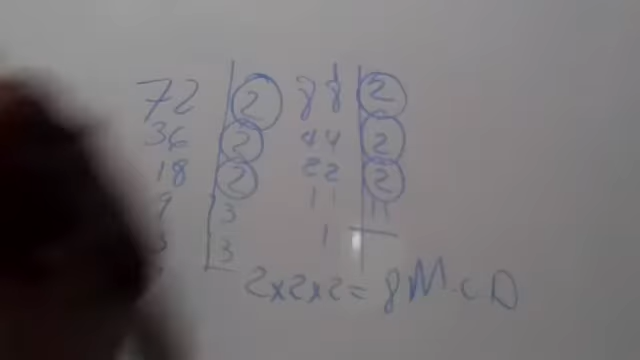 72 | 2 88 | 2
36 | 2 44 | 2
18 | 2 22 | 2
9 | 3 11 | 11
3 | 3 1
2x2x2=8 McD